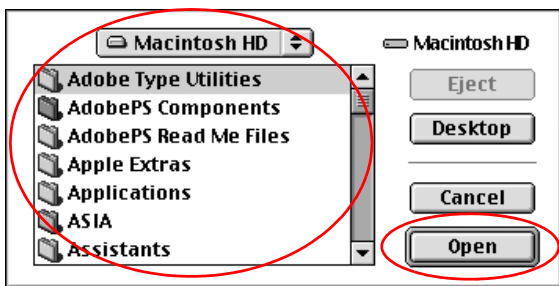 Macintosh HD
Macintosh HD
Adobe Type Utilities
AdobePS Components
AdobePS Read Me Files
Apple Extras
Applications
ASIA
Assistants
Eject
Desktop
Cancel
Open